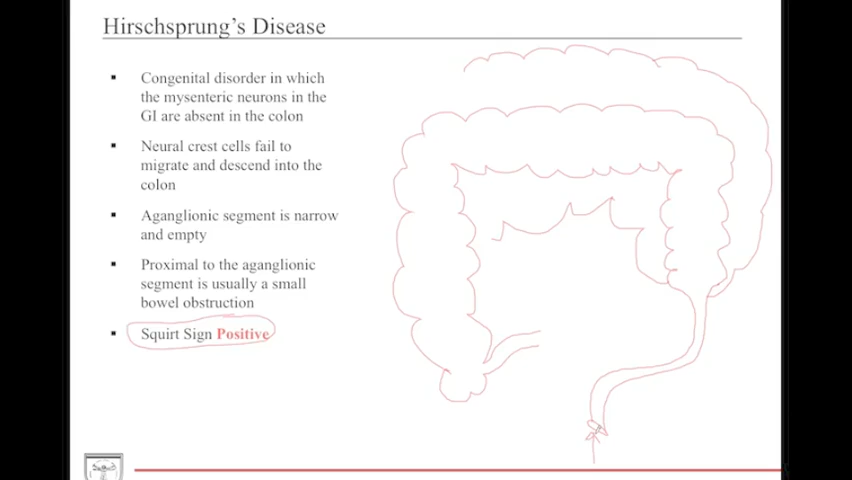 Hirschsprung's Disease
Congenital disorder in which
the mysenteric neurons in the
GI are absent in the colon
Neural crest cells fail to
migrate and descend into the
colon
Aganglionic segment is narrow
and empty
Proximal to the aganglionic
segment is usually a small
bowel obstruction
Squirt Sign Positive